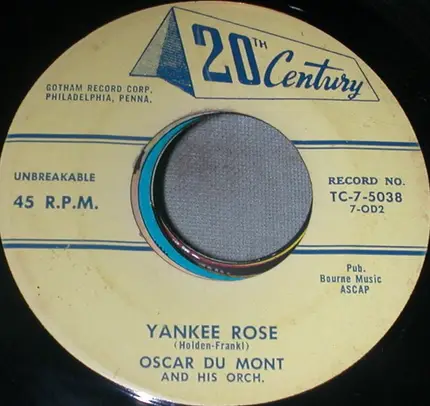 20TH Century
GOTHAM RECORD CORP.
PHILADELPHIA, PENNA.
UNBREAKABLE
45 R.P.M.
RECORD NO.
TC-7-5038
7-OD2
Pub.
Bourne Music
ASCAP
YANKEE ROSE
(Holden-Frankl)
OSCAR DU MONT
AND HIS ORCH.